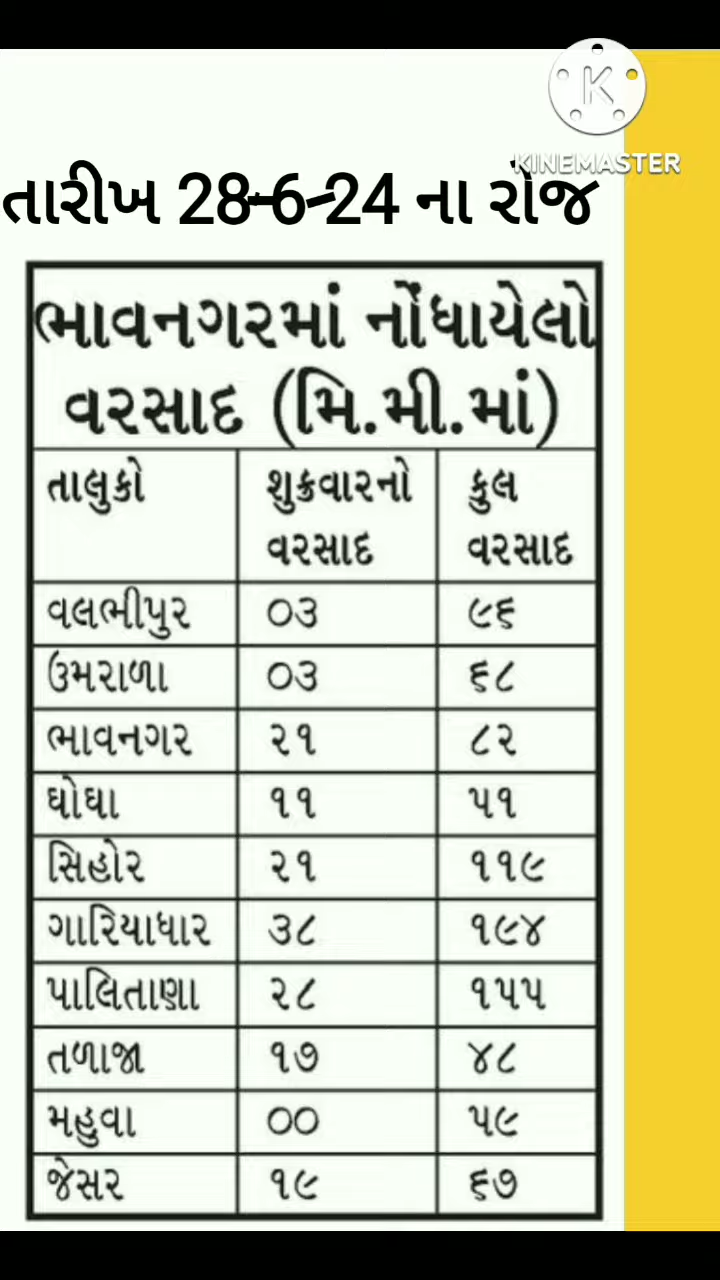 K
KINEMASTER
તારીખ 28-6-24 ના રોજ
ભાવનગરમાં નોંધાયેલો
વરસાદ (મિ.મી.માં)
તાલુકો શુક્રવારનો વરસાદ કુલ વરસાદ
વલભીપુર ૦૩ ૯૬
ઉમરાળા ૦૩ ૬૮
ભાવનગર ૨૧ ૮૨
ઘોઘા ૧૧ ૫૧
સિહોર ૨૧ ૧૧૯
ગારિયાધાર ૩૮ ૧૯૪
પાલિતાણા ૨૮ ૧૫૫
તળાજા ૧૭ ૪૮
મહુવા ૦૦ ૫૯
જેસર ૧૯ ૬૭